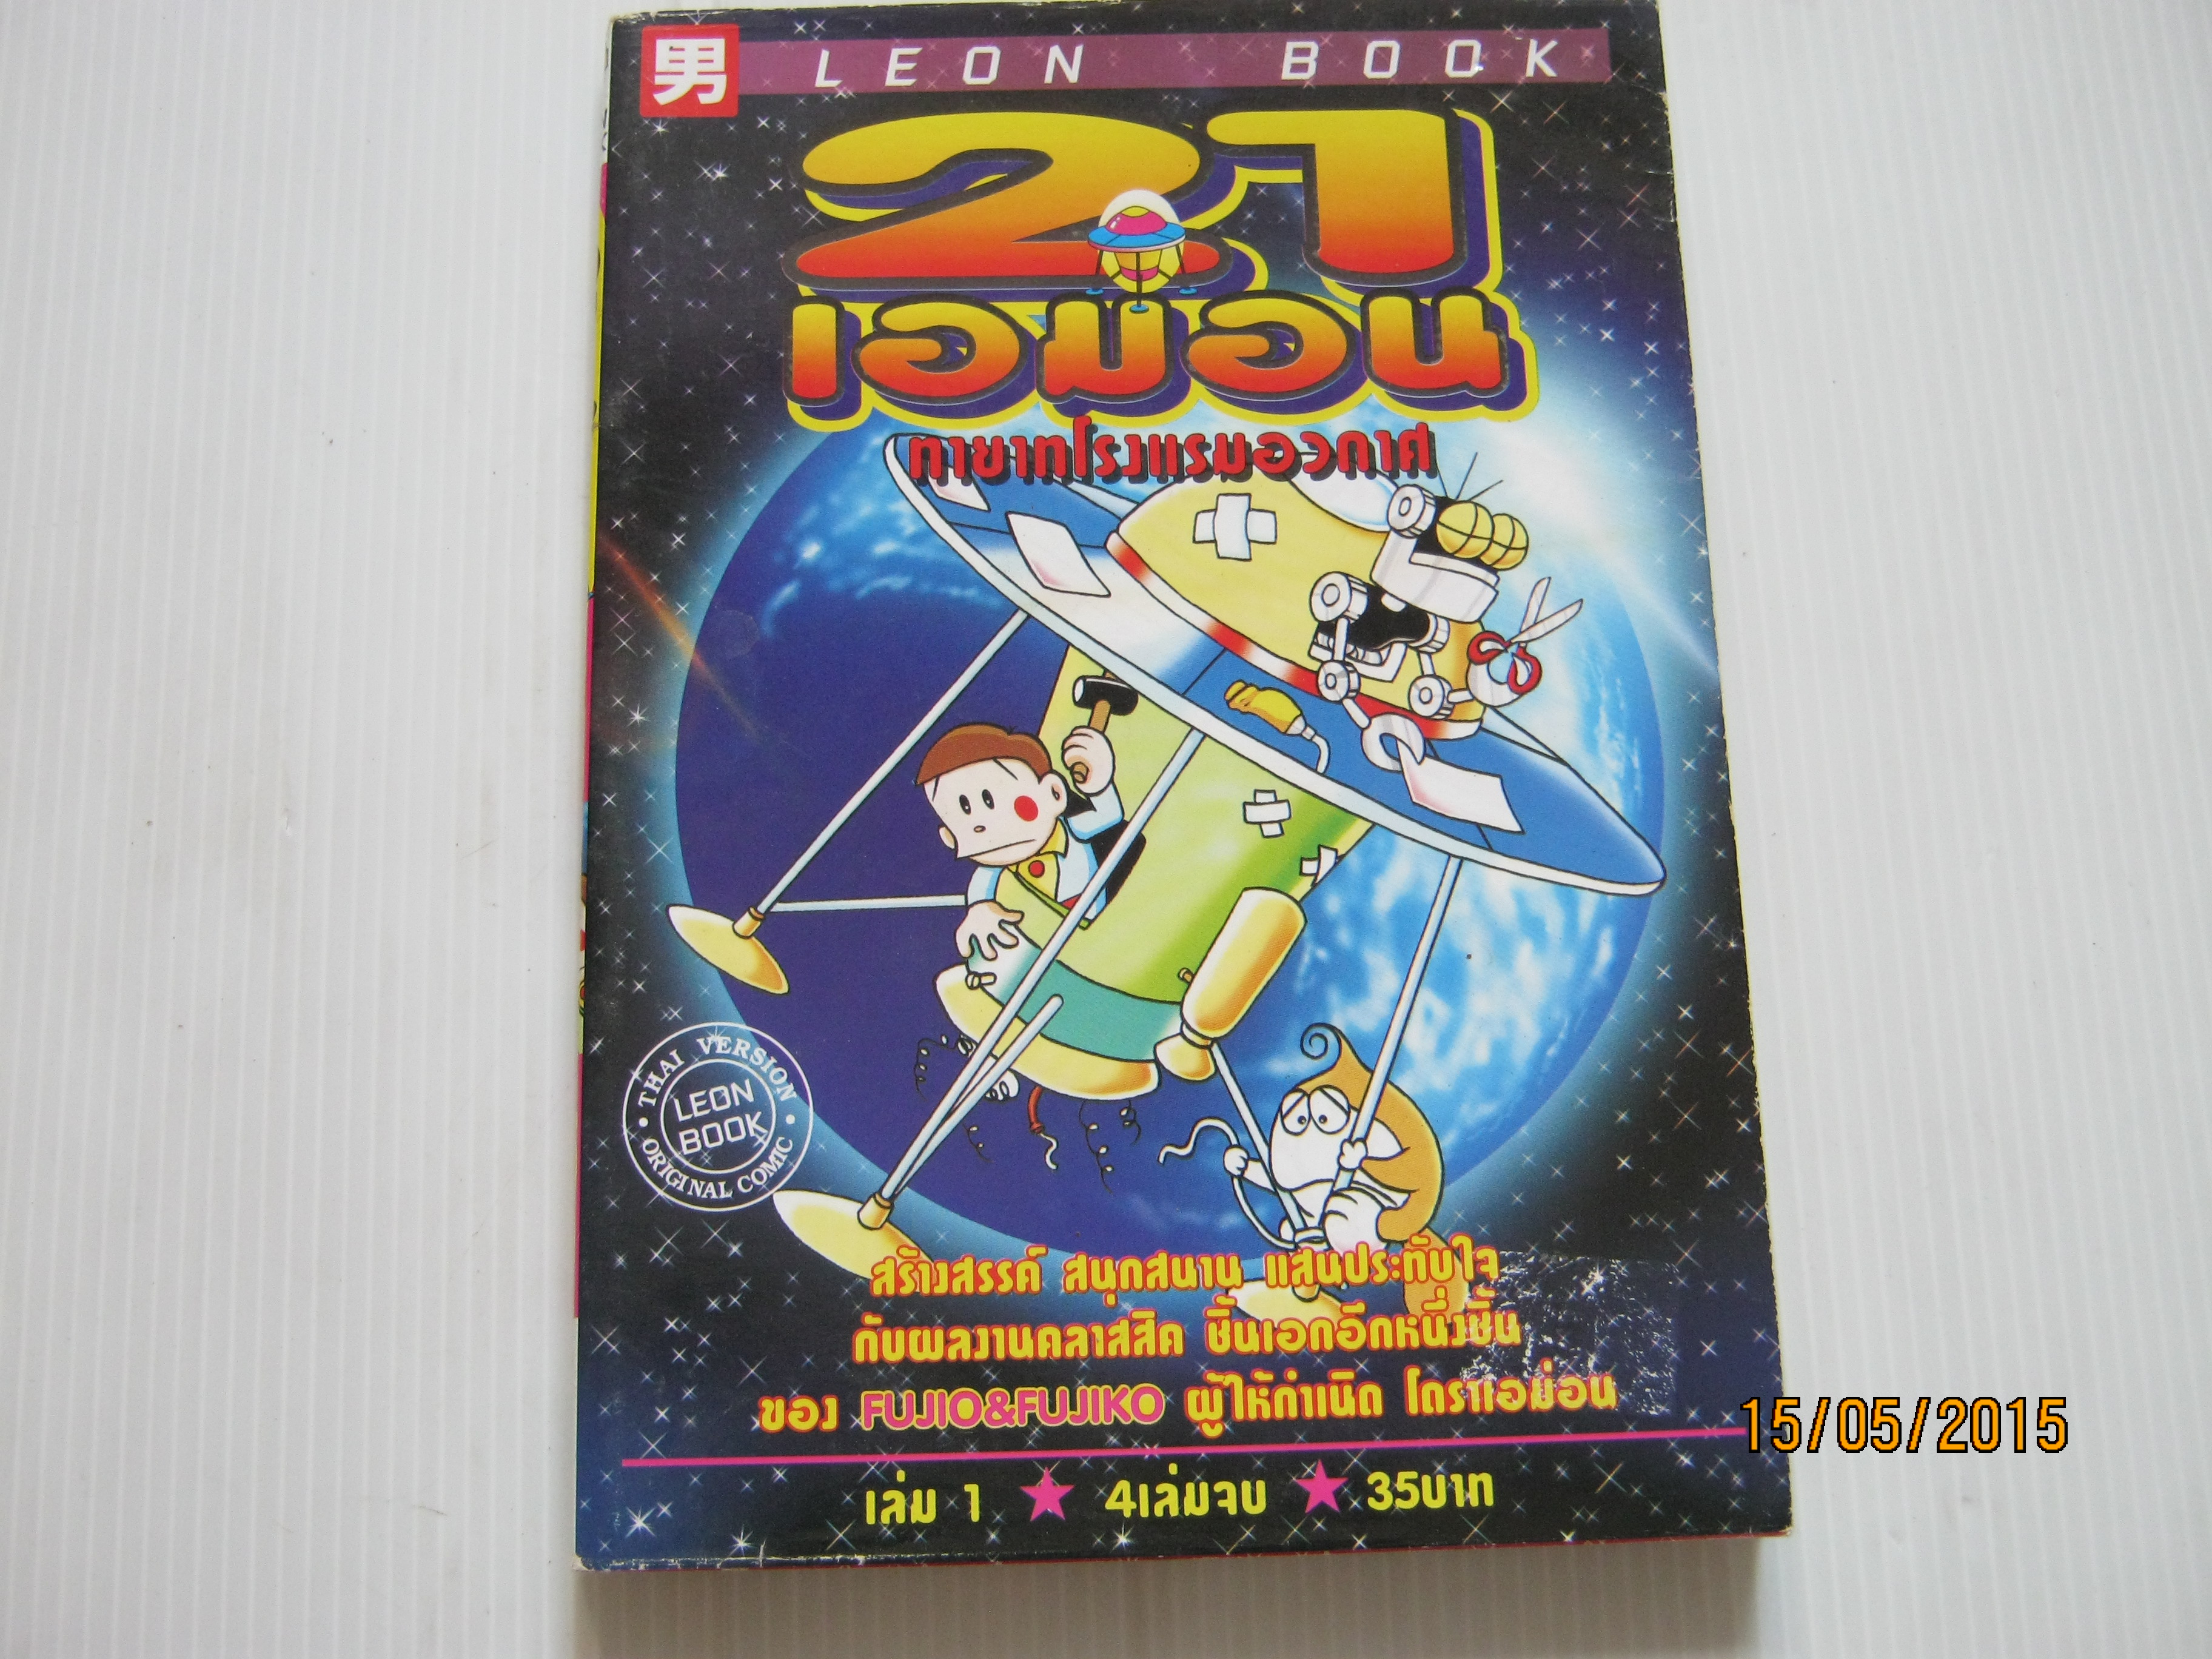 男 LEON BOOK
21
เอม่อน
ทายาทโรงแรมอวกาศ
THAI VERSION
LEON
BOOK
ORIGINAL COMIC
สร้างสรรค์ สนุกสนาน แสนประทับใจ
กับผลงานคลาสสิค ชิ้นเอกอีกหนึ่งชิ้น
ของ FUJIO&FUJIKO ผู้ให้กำเนิด โดราเอม่อน
เล่ม 1 ★ 4เล่มจบ ★ 35บาท
15/05/2015